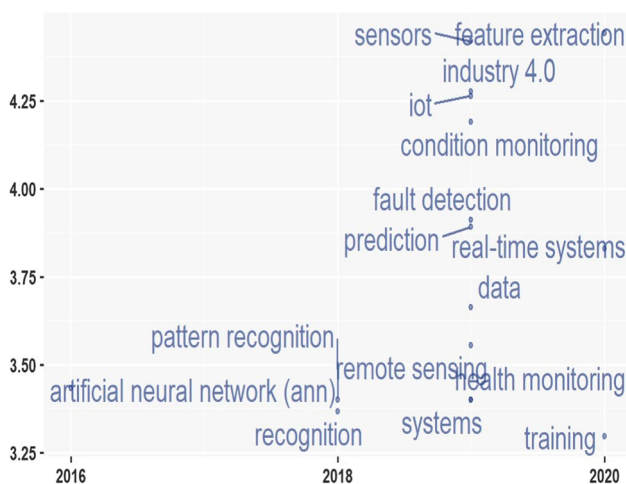 sensors
feature extraction
industry 4.0
4.25
iot
condition monitoring
4.00
fault detection
prediction
real-time systems
3.75
data
pattern recognition
3.50
remote sensing
health monitoring
artificial neural network (ann)
systems
recognition
training
3.25
2016
2018
2020